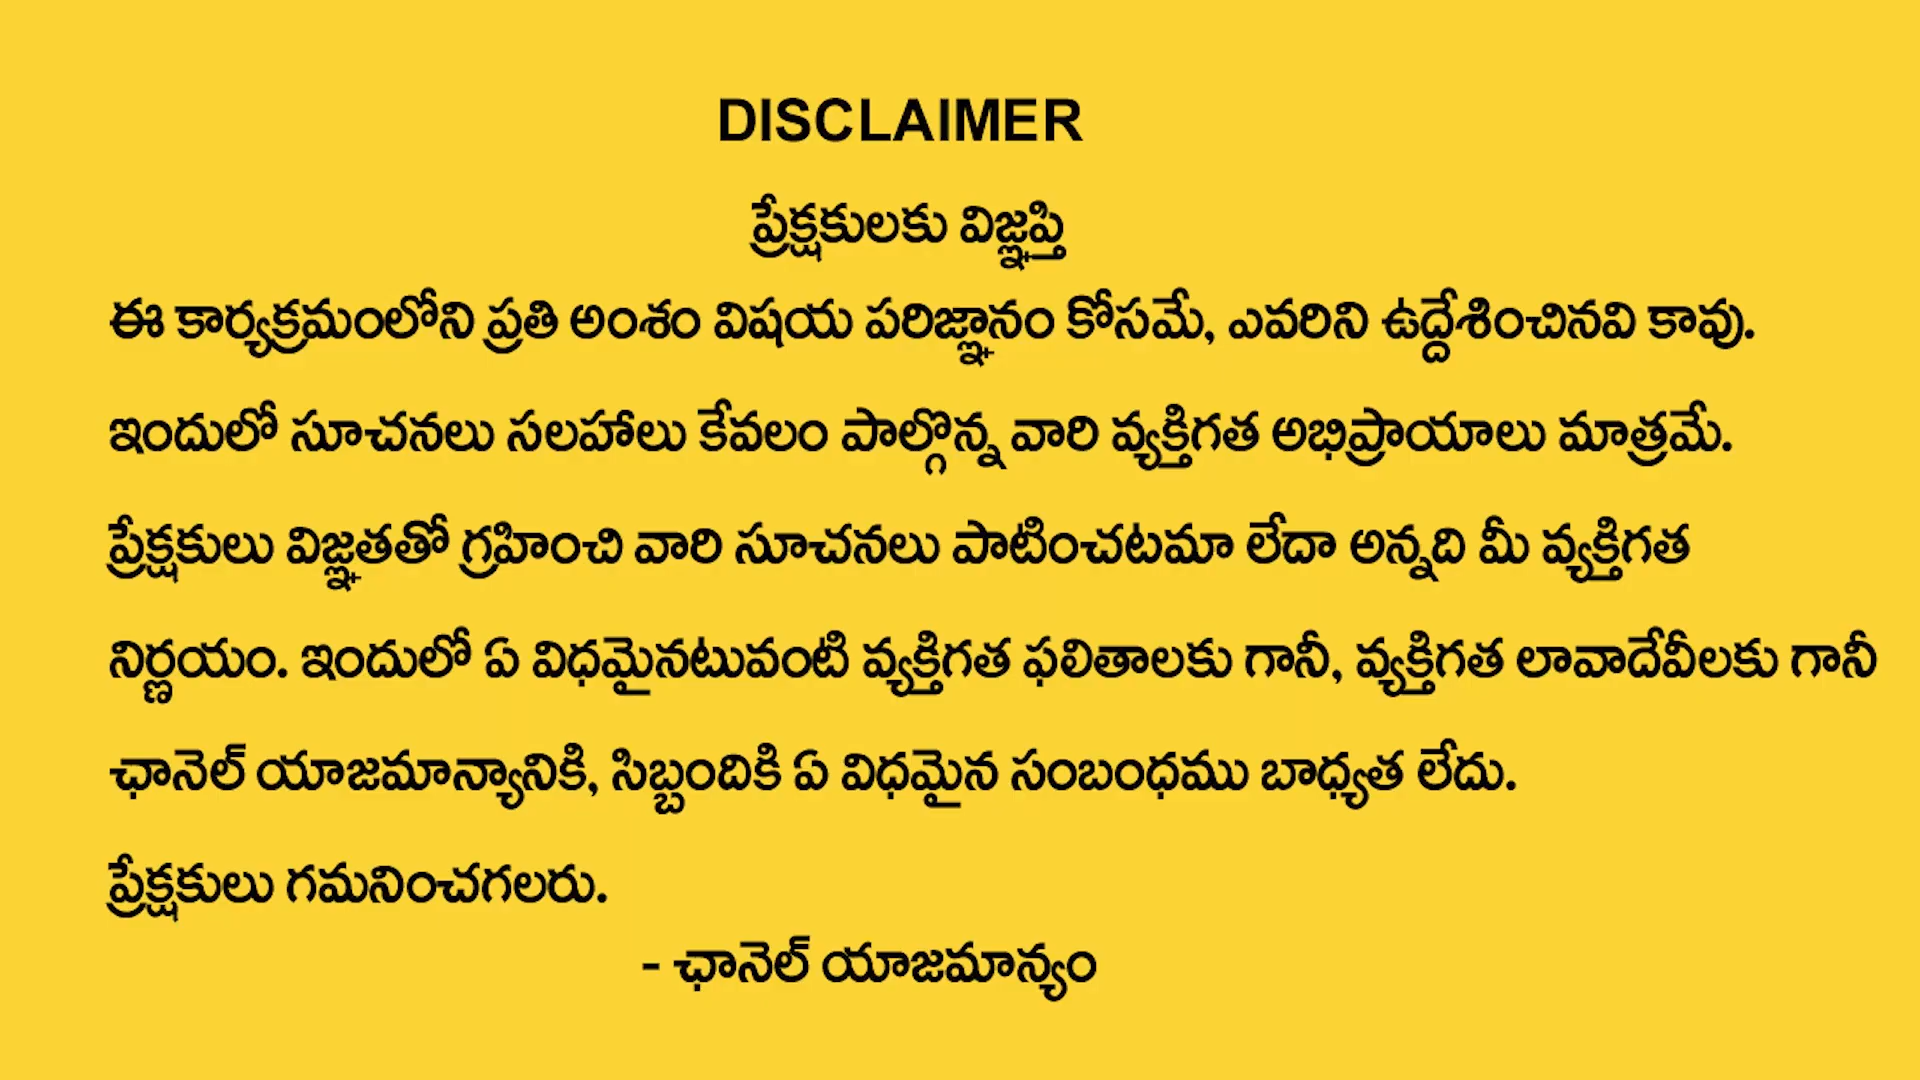 DISCLAIMER
ప్రేక్షకులకు విజ్ఞప్తి
ఈ కార్యక్రమంలోని ప్రతి అంశం విషయ పరిజ్ఞానం కోసమే, ఎవరిని ఉద్దేశించినవి కావు.
ఇందులో సూచనలు సలహాలు కేవలం పాల్గొన్న వారి వ్యక్తిగత అభిప్రాయాలు మాత్రమే.
ప్రేక్షకులు విజ్ఞతతో గ్రహించి వారి సూచనలు పాటించటమా లేదా అన్నది మీ వ్యక్తిగత
నిర్ణయం. ఇందులో ఏ విధమైనటువంటి వ్యక్తిగత ఫలితాలకు గానీ, వ్యక్తిగత లావాదేవీలకు గానీ
ఛానెల్ యాజమాన్యానికి, సిబ్బందికి ఏ విధమైన సంబంధము బాధ్యత లేదు.
ప్రేక్షకులు గమనించగలరు.
- ఛానెల్ యాజమాన్యం